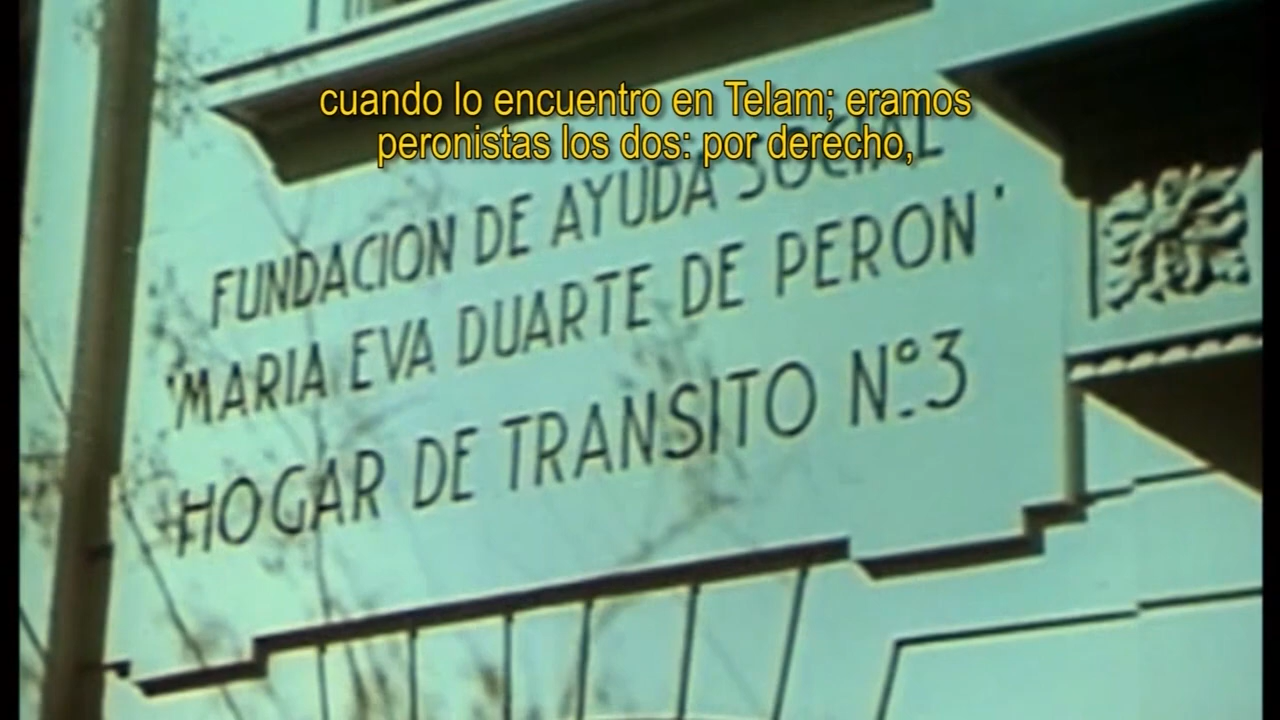 cuando lo encuentro en Telam; eramos
peronistas los dos: por derecho,
FUNDACION DE AYUDA SOCIAL
"MARIA EVA DUARTE DE PERON"
HOGAR DE TRANSITO Nº3